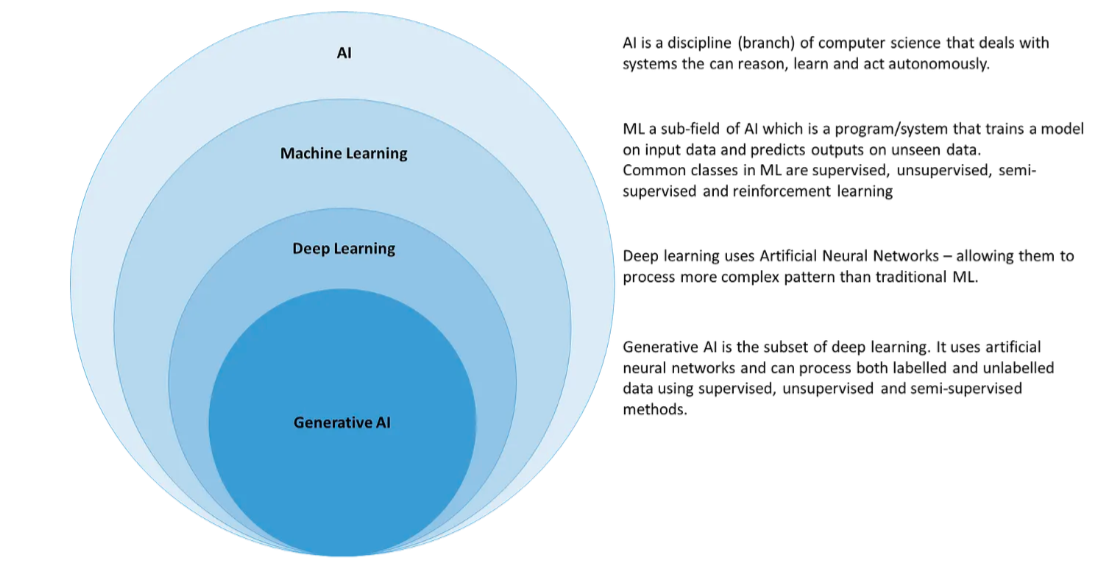 AI
Machine Learning
Deep Learning
Generative AI
AI is a discipline (branch) of computer science that deals with
systems the can reason, learn and act autonomously.
ML a sub-field of AI which is a program/system that trains a model
on input data and predicts outputs on unseen data.
Common classes in ML are supervised, unsupervised, semi-
supervised and reinforcement learning
Deep learning uses Artificial Neural Networks – allowing them to
process more complex pattern than traditional ML.
Generative AI is the subset of deep learning. It uses artificial
neural networks and can process both labelled and unlabelled
data using supervised, unsupervised and semi-supervised
methods.